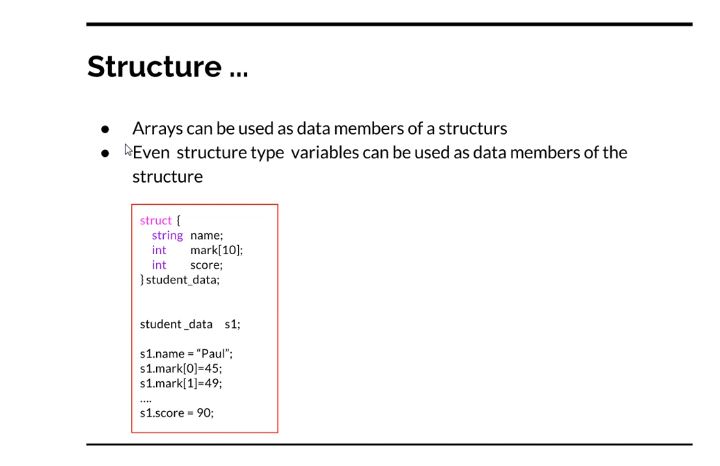 Structure ...
● Arrays can be used as data members of a structurs
● Even structure type variables can be used as data members of the
structure
struct {
string name;
int mark[10];
int score;
} student_data;
student _data s1;
s1.name = “Paul”;
s1.mark[0]=45;
s1.mark[1]=49;
....
s1.score = 90;